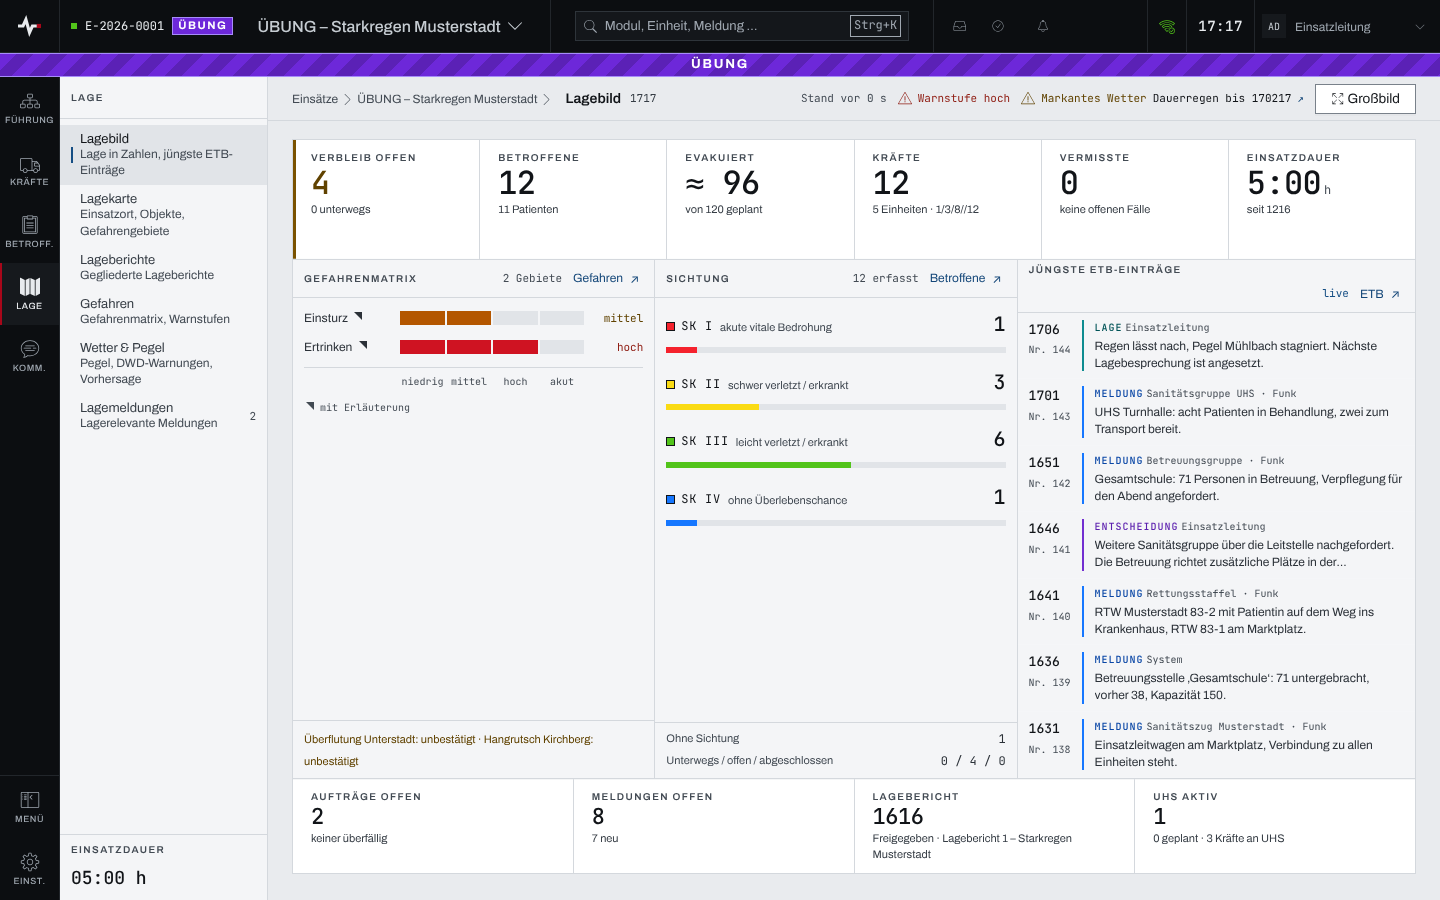 E-2026-0001 ÜBUNG ÜBUNG – Starkregen Musterstadt Modul, Einheit, Meldung ... Strg+K 17:17 AD Einsatzleitung
ÜBUNG
FÜHRUNG
KRÄFTE
BETROFF.
LAGE
KOMM.
MENÜ
EINST.
LAGE
Lagebild
Lage in Zahlen, jüngste ETB-
Einträge
Lagekarte
Einsatzort, Objekte,
Gefahrengebiete
Lageberichte
Gegliederte Lageberichte
Gefahren
Gefahrenmatrix, Warnstufen
Wetter & Pegel
Pegel, DWD-Warnungen,
Vorhersage
Lagemeldungen
Lagerelevante Meldungen 2
EINSATZDAUER
05:00 h
Einsätze > ÜBUNG – Starkregen Musterstadt > Lagebild 1717 Stand vor 0 s Warnstufe hoch Markantes Wetter Dauerregen bis 170217 ↗ Großbild
VERBLEIB OFFEN
4
0 unterwegs
BETROFFENE
12
11 Patienten
EVAKUIERT
≈ 96
von 120 geplant
KRÄFTE
12
5 Einheiten · 1/3/8//12
VERMISSTE
0
keine offenen Fälle
EINSATZDAUER
5:00 h
seit 1216
GEFAHRENMATRIX 2 Gebiete Gefahren ↗
Einsturz mittel
Ertrinken hoch
niedrig mittel hoch akut
mit Erläuterung
Überflutung Unterstadt: unbestätigt · Hangrutsch Kirchberg:
unbestätigt
SICHTUNG 12 erfasst Betroffene ↗
SK I akute vitale Bedrohung 1
SK II schwer verletzt / erkrankt 3
SK III leicht verletzt / erkrankt 6
SK IV ohne Überlebenschance 1
Ohne Sichtung 1
Unterwegs / offen / abgeschlossen 0 / 4 / 0
JÜNGSTE ETB-EINTRÄGE
live ETB ↗
1706 LAGE Einsatzleitung
Nr. 144 Regen lässt nach, Pegel Mühlbach stagniert. Nächste
Lagebesprechung ist angesetzt.
1701 MELDUNG Sanitätsgruppe UHS · Funk
Nr. 143 UHS Turnhalle: acht Patienten in Behandlung, zwei zum
Transport bereit.
1651 MELDUNG Betreuungsgruppe · Funk
Nr. 142 Gesamtschule: 71 Personen in Betreuung, Verpflegung für
den Abend angefordert.
1646 ENTSCHEIDUNG Einsatzleitung
Nr. 141 Weitere Sanitätsgruppe über die Leitstelle nachgefordert.
Die Betreuung richtet zusätzliche Plätze in der...
1641 MELDUNG Rettungsstaffel · Funk
Nr. 140 RTW Musterstadt 83-2 mit Patientin auf dem Weg ins
Krankenhaus, RTW 83-1 am Marktplatz.
1636 MELDUNG System
Nr. 139 Betreuungsstelle ‚Gesamtschule': 71 untergebracht,
vorher 38, Kapazität 150.
1631 MELDUNG Sanitätszug Musterstadt · Funk
Nr. 138 Einsatzleitwagen am Marktplatz, Verbindung zu allen
Einheiten steht.
AUFTRÄGE OFFEN
2
keiner überfällig
MELDUNGEN OFFEN
8
7 neu
LAGEBERICHT
1616
Freigegeben · Lagebericht 1 – Starkregen
Musterstadt
UHS AKTIV
1
0 geplant · 3 Kräfte an UHS